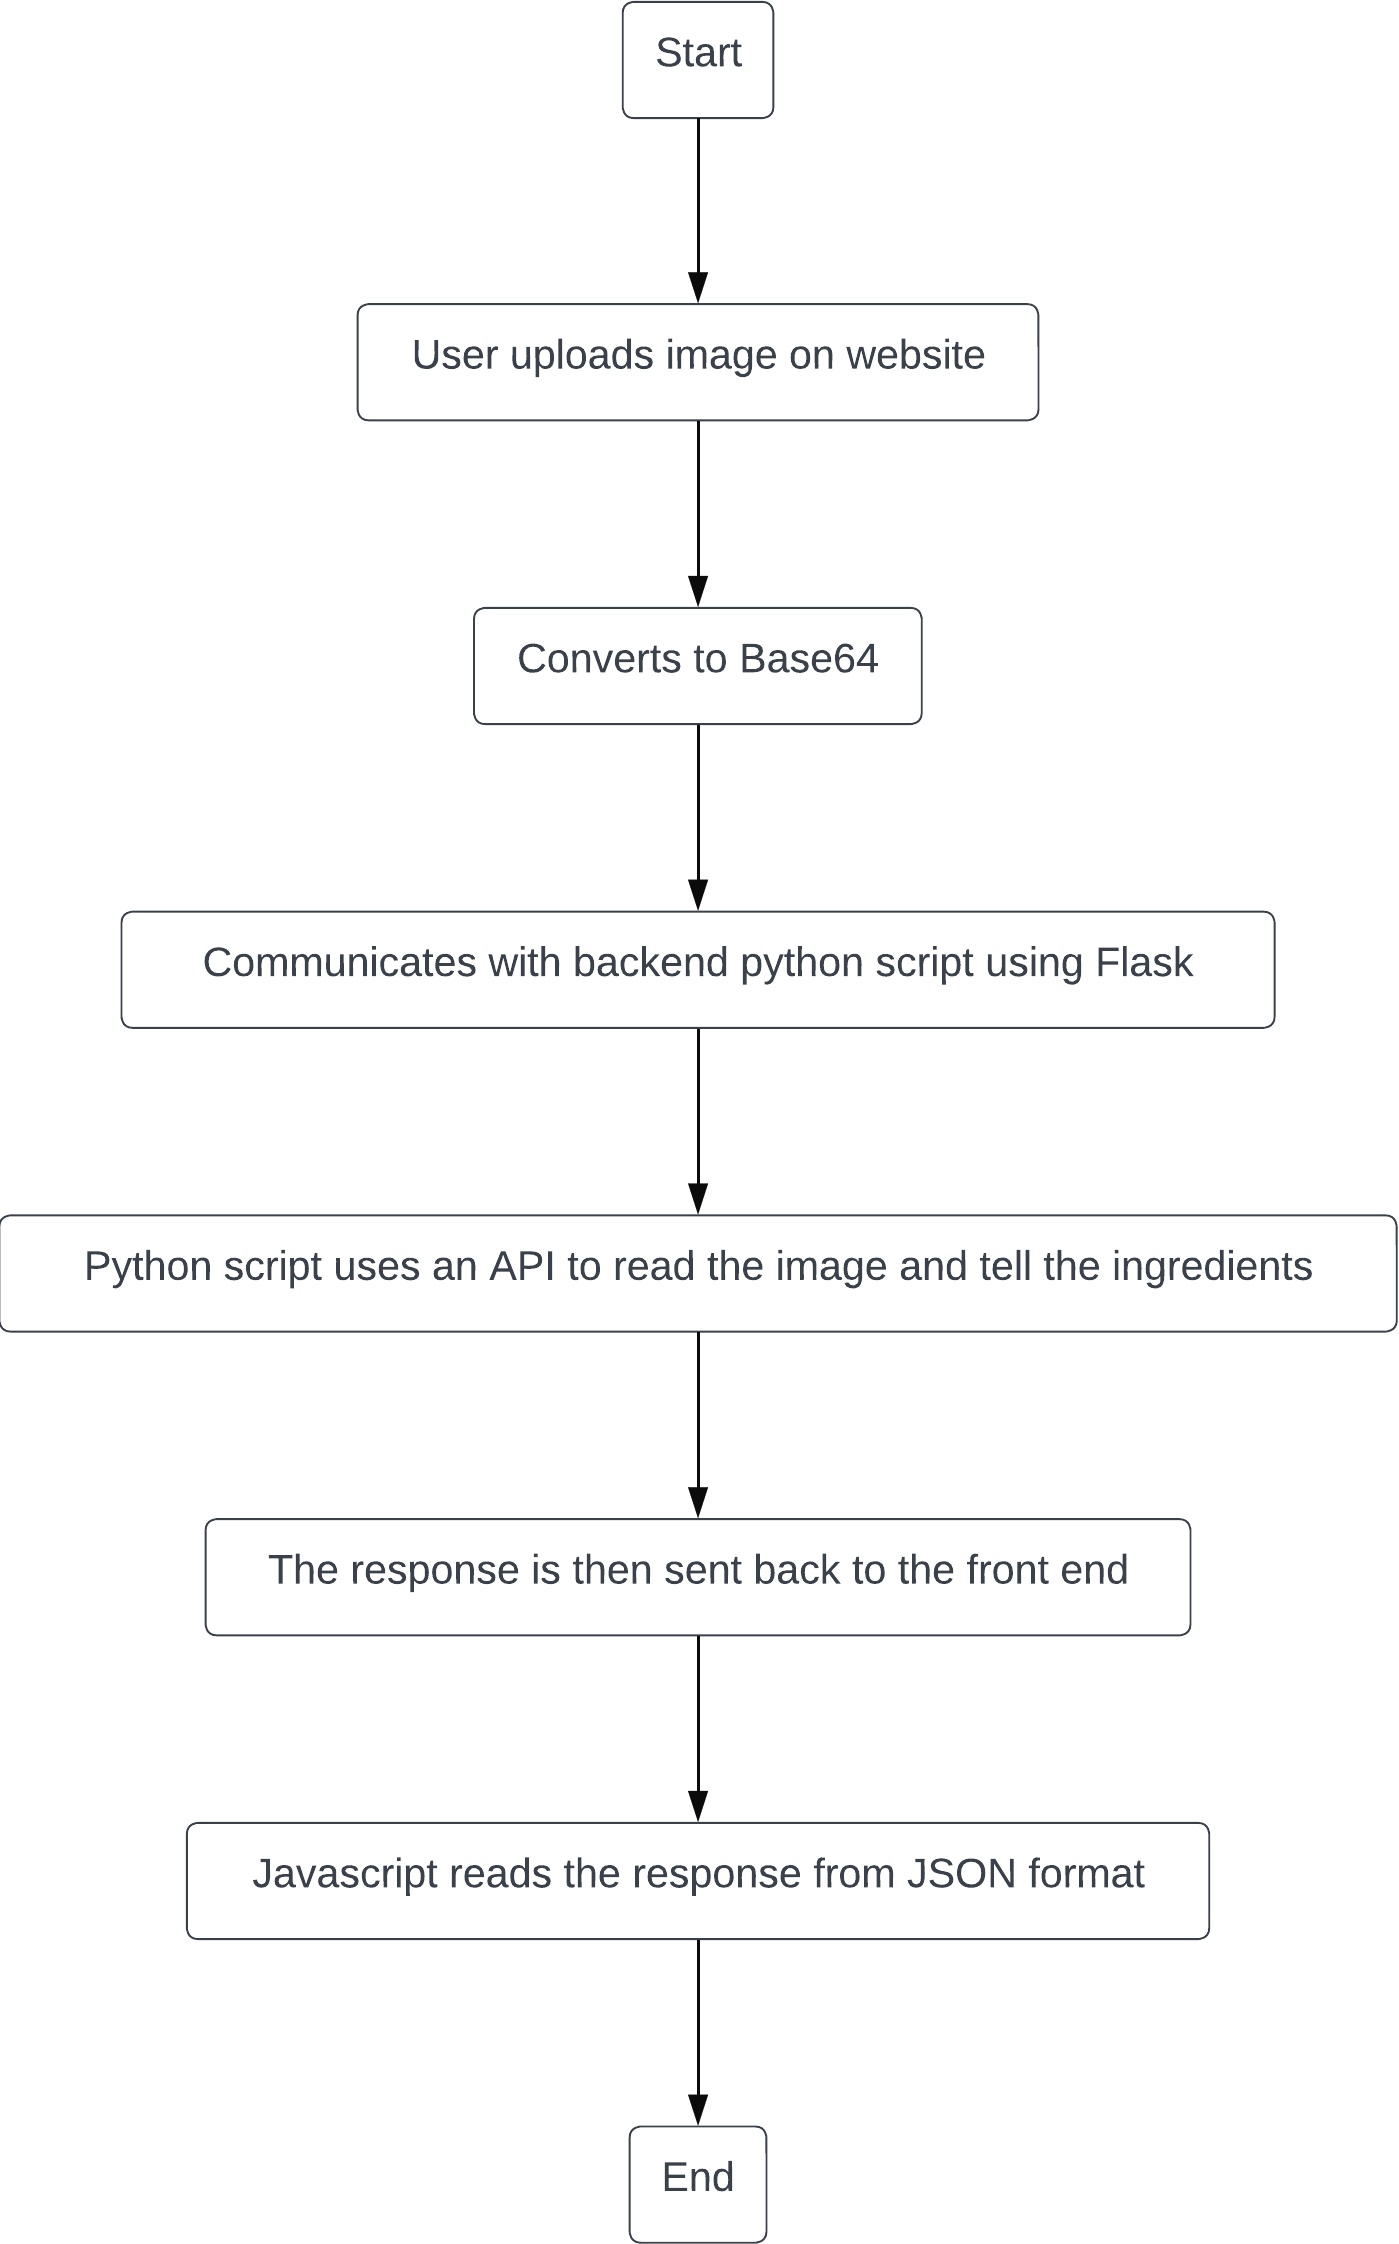 Start
User uploads image on website
Converts to Base64
Communicates with backend python script using Flask
Python script uses an API to read the image and tell the ingredients
The response is then sent back to the front end
Javascript reads the response from JSON format
End